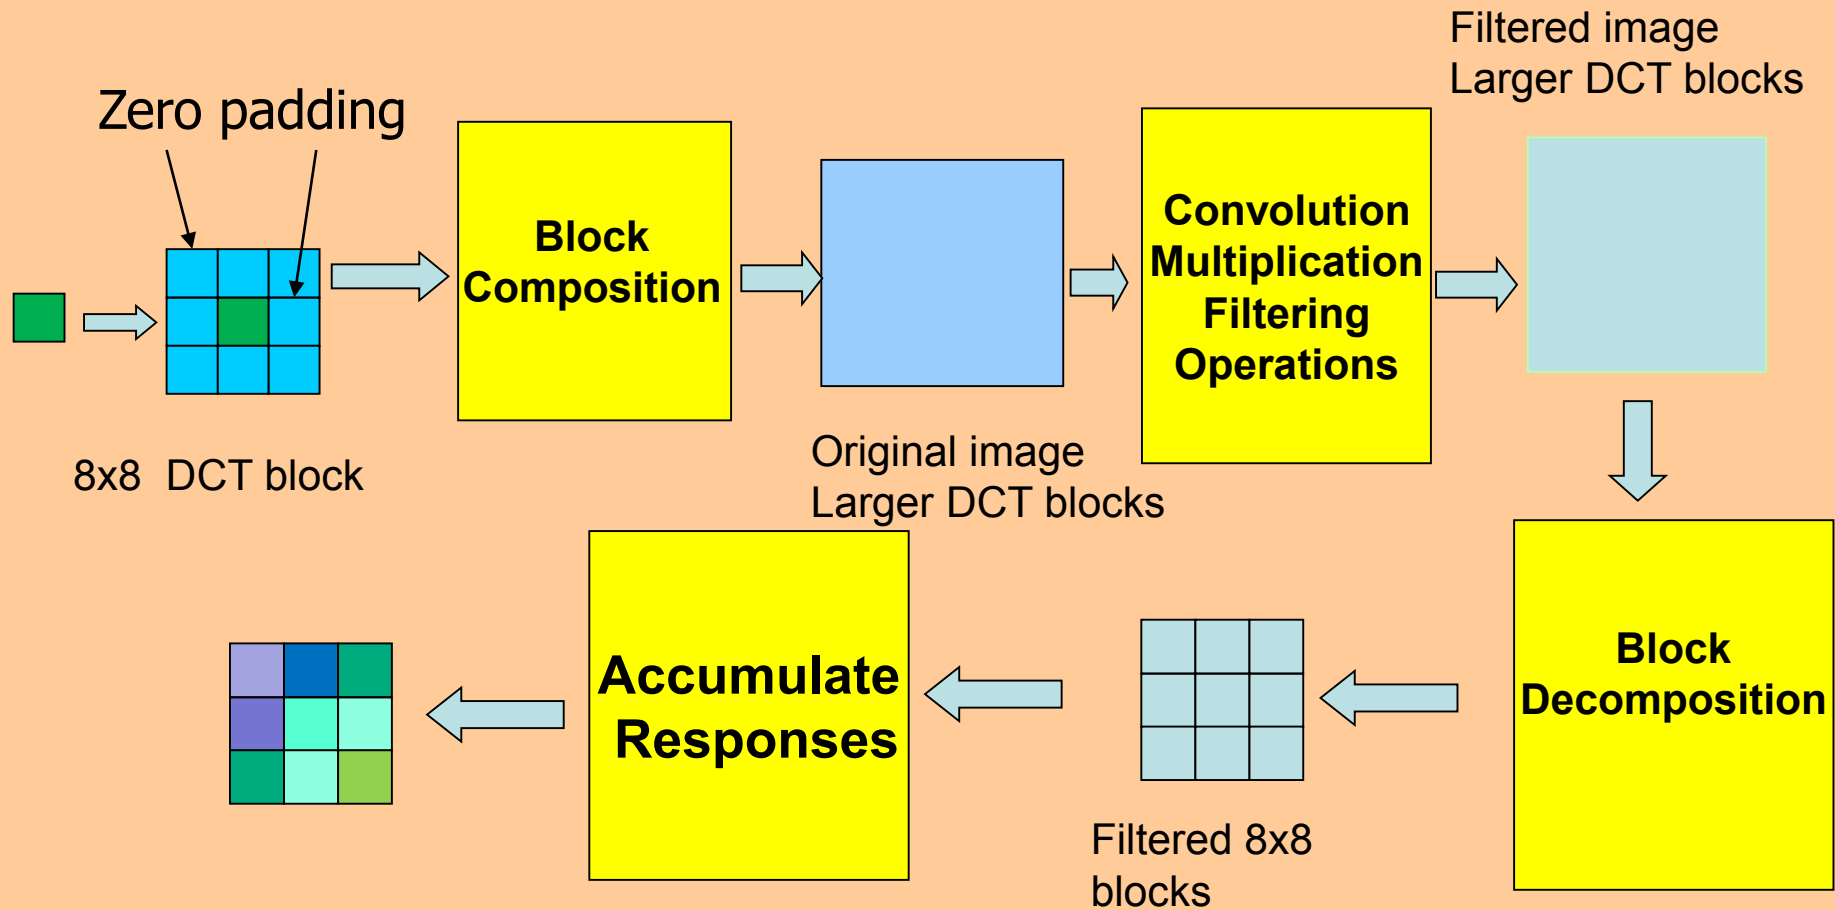 Zero padding
8x8 DCT block
Block
Composition
Original image
Larger DCT blocks
Convolution
Multiplication
Filtering
Operations
Filtered image
Larger DCT blocks
Block
Decomposition
Filtered 8x8
blocks
Accumulate
Responses